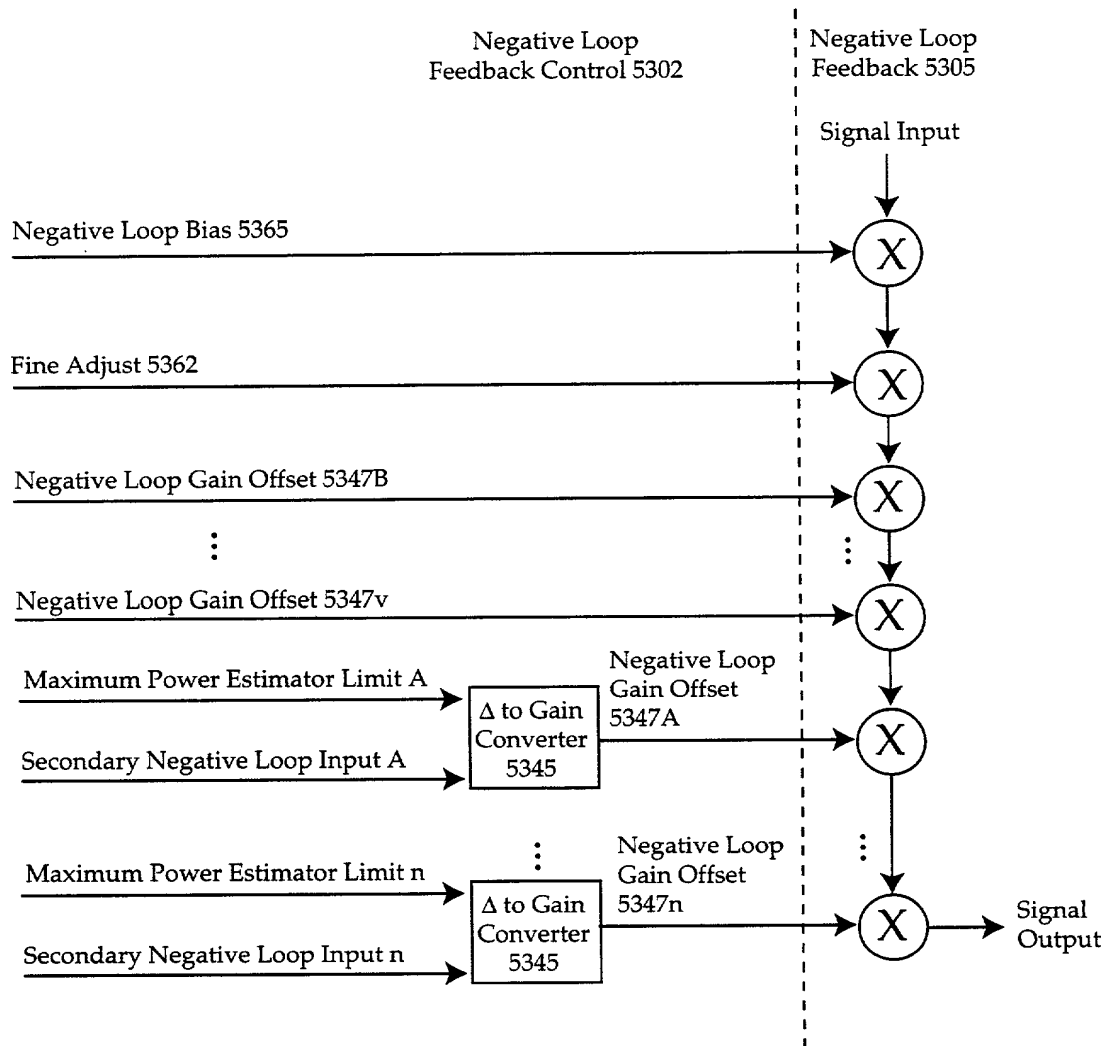 Negative Loop
Feedback Control 5302
Negative Loop
Feedback 5305
Signal Input
Negative Loop Bias 5365
X
Fine Adjust 5362
X
Negative Loop Gain Offset 5347B
X
Negative Loop Gain Offset 5347v
X
Maximum Power Estimator Limit A
Secondary Negative Loop Input A
Δ to Gain
Converter
5345
Negative Loop
Gain Offset
5347A
X
Maximum Power Estimator Limit n
Secondary Negative Loop Input n
Δ to Gain
Converter
5345
Negative Loop
Gain Offset
5347n
X
Signal
Output